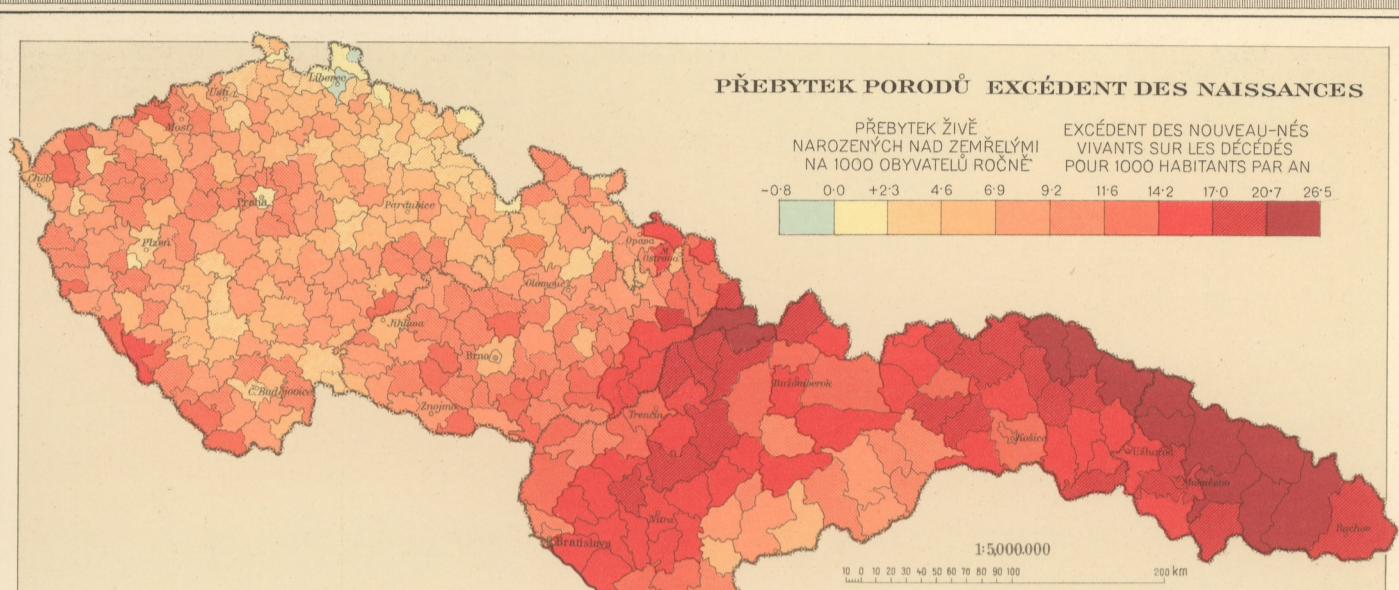 PŘEBYTEK PORODŮ EXCÉDENT DES NAISSANCES
PŘEBYTEK ŽIVĚ
NAROZENÝCH NAD ZEMŘELÝMI
NA 1000 OBYVATELŮ ROČNĚ
EXCÉDENT DES NOUVEAU-NÉS
VIVANTS SUR LES DÉCÉDÉS
POUR 1000 HABITANTS PAR AN
-0·8 0·0 +2·3 4·6 6·9 9·2 11·6 14·2 17·0 20·7 26·5
Liberec
Ústí
Most
Cheb
Praha
Pardubice
Plzeň
Opava
M.
Ostrava
Olomouc
Jihlava
Brno
Č.Budějovice
Znojmo
Ružomberok
Trenčín
Košice
Užhorod
Mukačevo
Nitra
Rachov
Bratislava
1:5,000.000
10 0 10 20 30 40 50 60 70 80 90 100 200 km